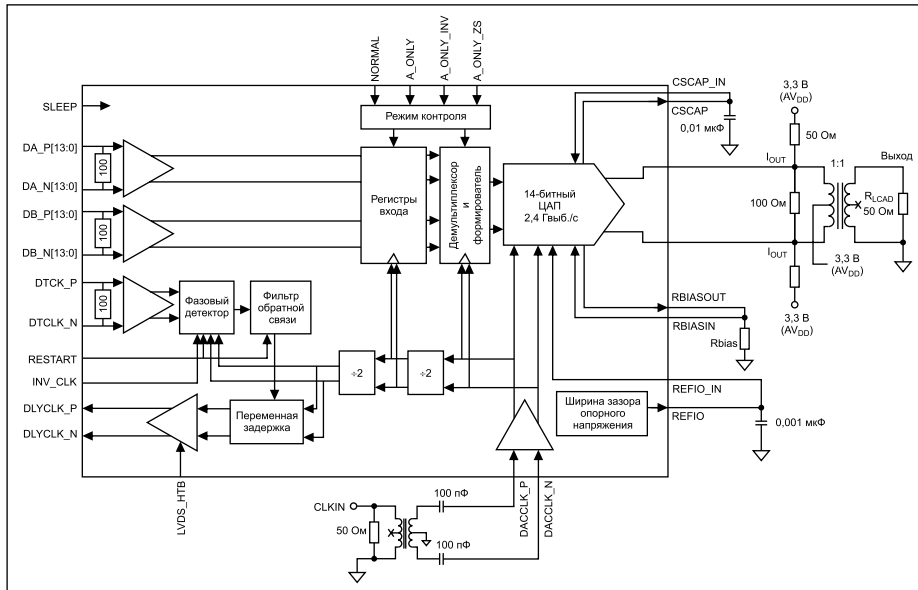 NORMAL
A_ONLY
A_ONLY_INV
A_ONLY_ZS
SLEEP
DA_P[13:0]
100
DA_N[13:0]
DB_P[13:0]
100
DB_N[13:0]
DTCK_P
100
DTCLK_N
RESTART
INV_CLK
DLYCLK_P
DLYCLK_N
LVDS_HTB
Режим контроля
Регистры
входа
Демультиплексор
и
формирователь
14-битный
ЦАП
2,4 Гвыб./с
Фазовый
детектор
Фильтр
обратной
связи
÷2
÷2
Переменная
задержка
Ширина зазора
опорного
напряжения
CSCAP_IN
CSCAP
0,01 мкФ
3,3 В
(AVDD)
50 Ом
IOUT
1:1
Выход
100 Ом
RLCAD
50 Ом
IOUT
3,3 В
(AVDD)
3,3 В
(AVDD)
RBIASOUT
RBIASIN
Rbias
REFIO_IN
REFIO
0,001 мкФ
CLKIN
50 Ом
100 пФ
100 пФ
DACCLK_P
DACCLK_N